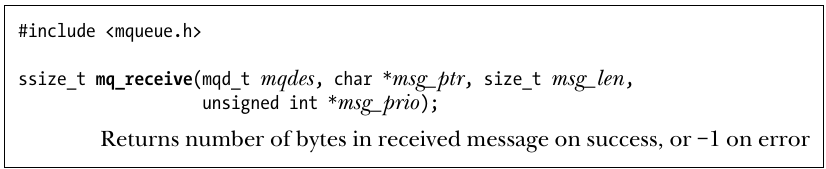 #include <mqueue.h>
ssize_t mq_receive(mqd_t mqdes, char *msg_ptr, size_t msg_len,
unsigned int *msg_prio);
Returns number of bytes in received message on success, or −1 on error